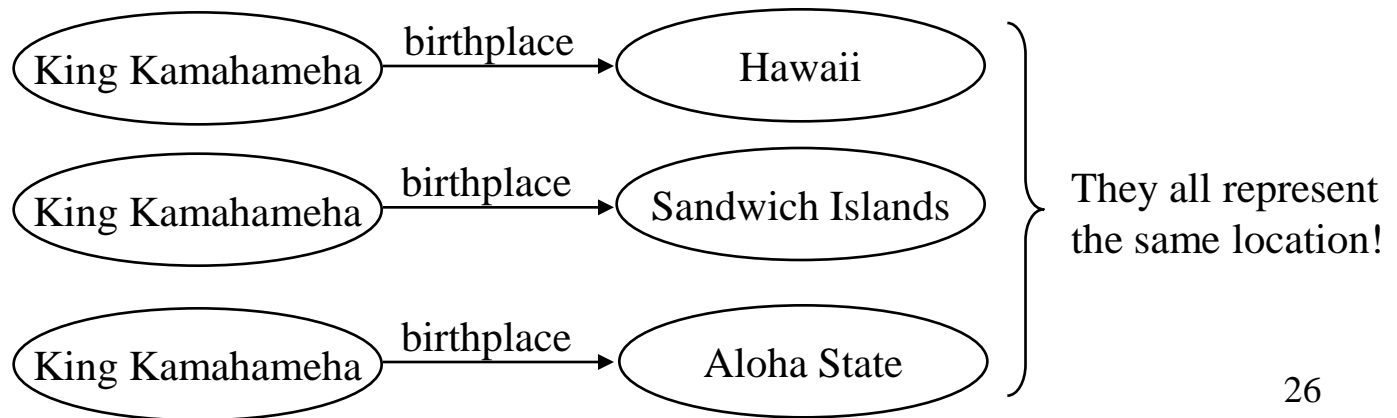 King Kamahameha birthplace Hawaii
King Kamahameha birthplace Sandwich Islands
King Kamahameha birthplace Aloha State
They all represent
the same location!
26